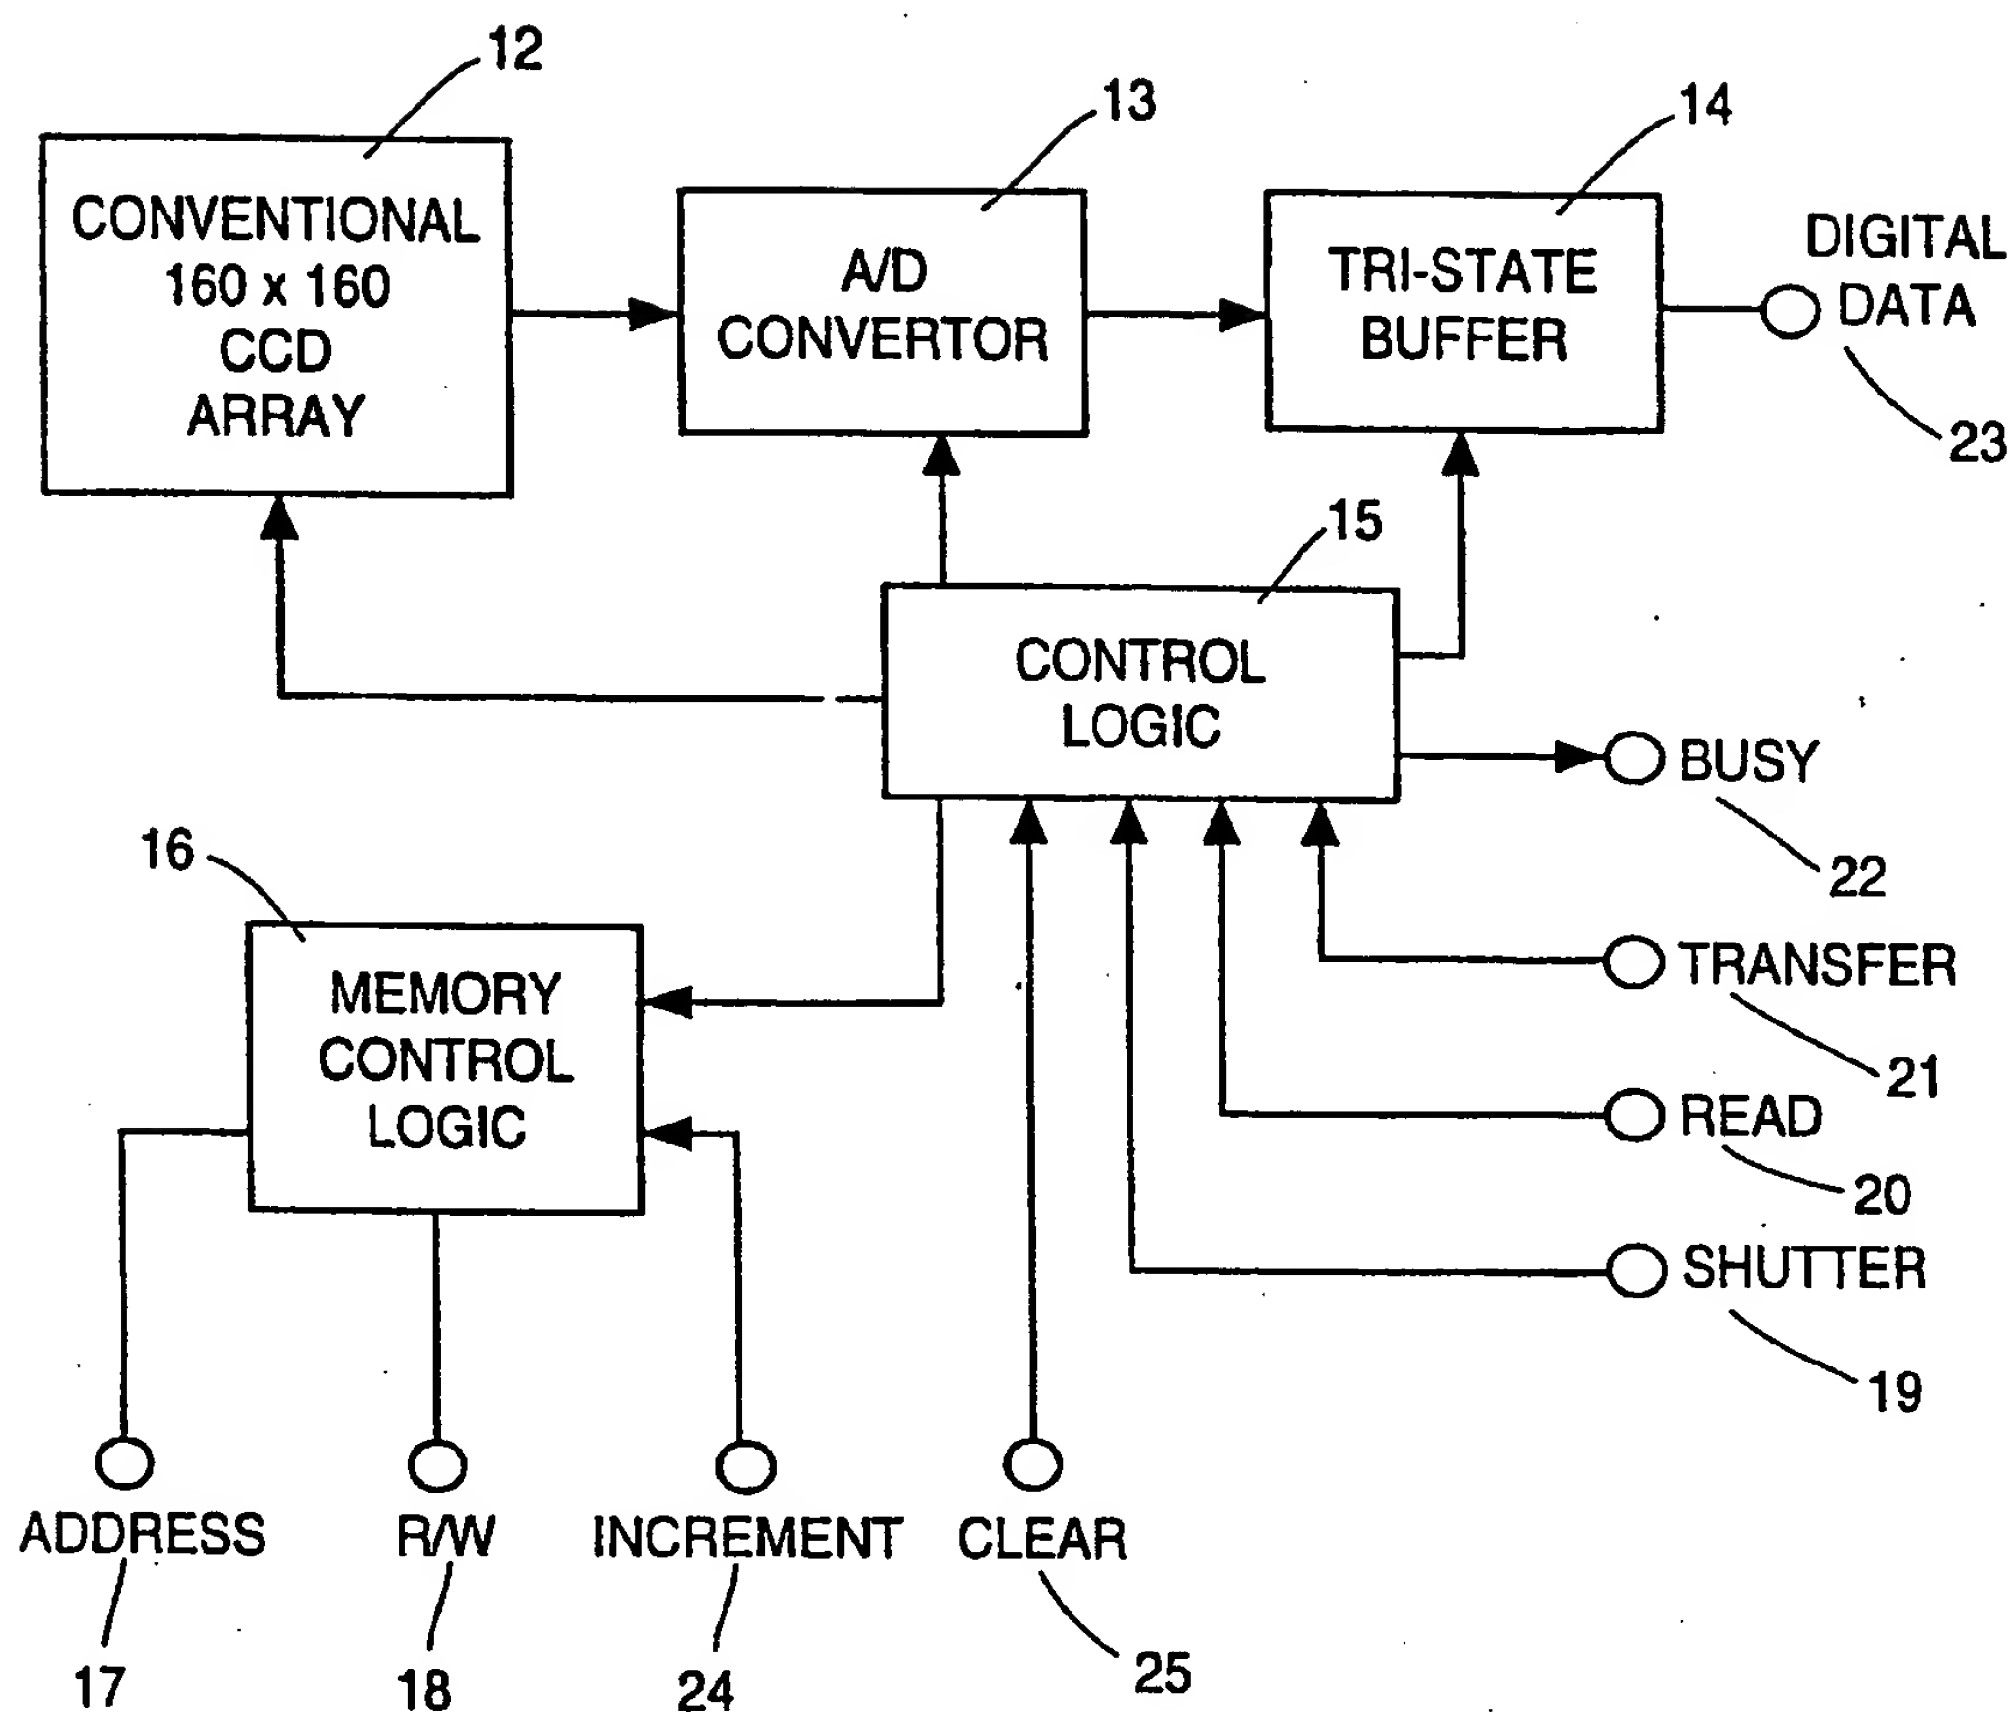 12
13
14
CONVENTIONAL
160 x 160
CCD
ARRAY
A/D
CONVERTOR
TRI-STATE
BUFFER
DIGITAL
DATA
23
15
CONTROL
LOGIC
BUSY
22
16
MEMORY
CONTROL
LOGIC
TRANSFER
21
READ
20
SHUTTER
19
ADDRESS
R/W
INCREMENT
CLEAR
17
18
24
25